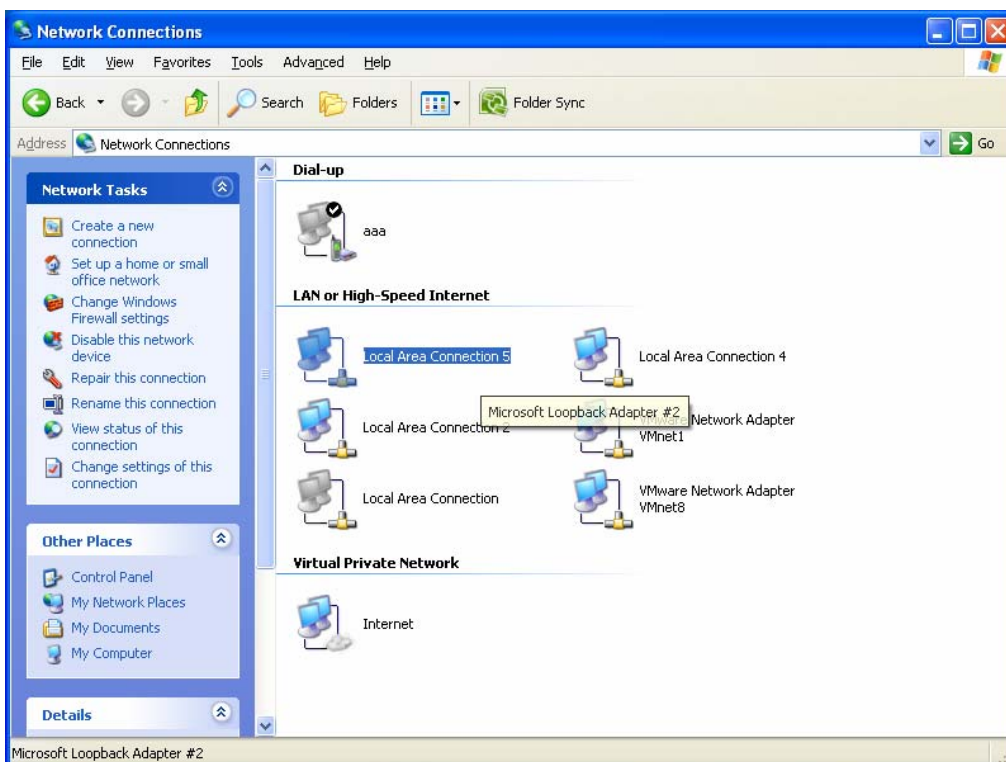 Network Connections
File Edit View Favorites Tools Advanced Help
Back Search Folders Folder Sync
Address Network Connections Go
Network Tasks
Create a new
connection
Set up a home or small
office network
Change Windows
Firewall settings
Disable this network
device
Repair this connection
Rename this connection
View status of this
connection
Change settings of this
connection
Other Places
Control Panel
My Network Places
My Documents
My Computer
Details
Dial-up
aaa
LAN or High-Speed Internet
Local Area Connection 5
Local Area Connection 4
Microsoft Loopback Adapter #2
Local Area Connection 2
VMware Network Adapter
VMnet1
Local Area Connection
VMware Network Adapter
VMnet8
Virtual Private Network
Internet
Microsoft Loopback Adapter #2